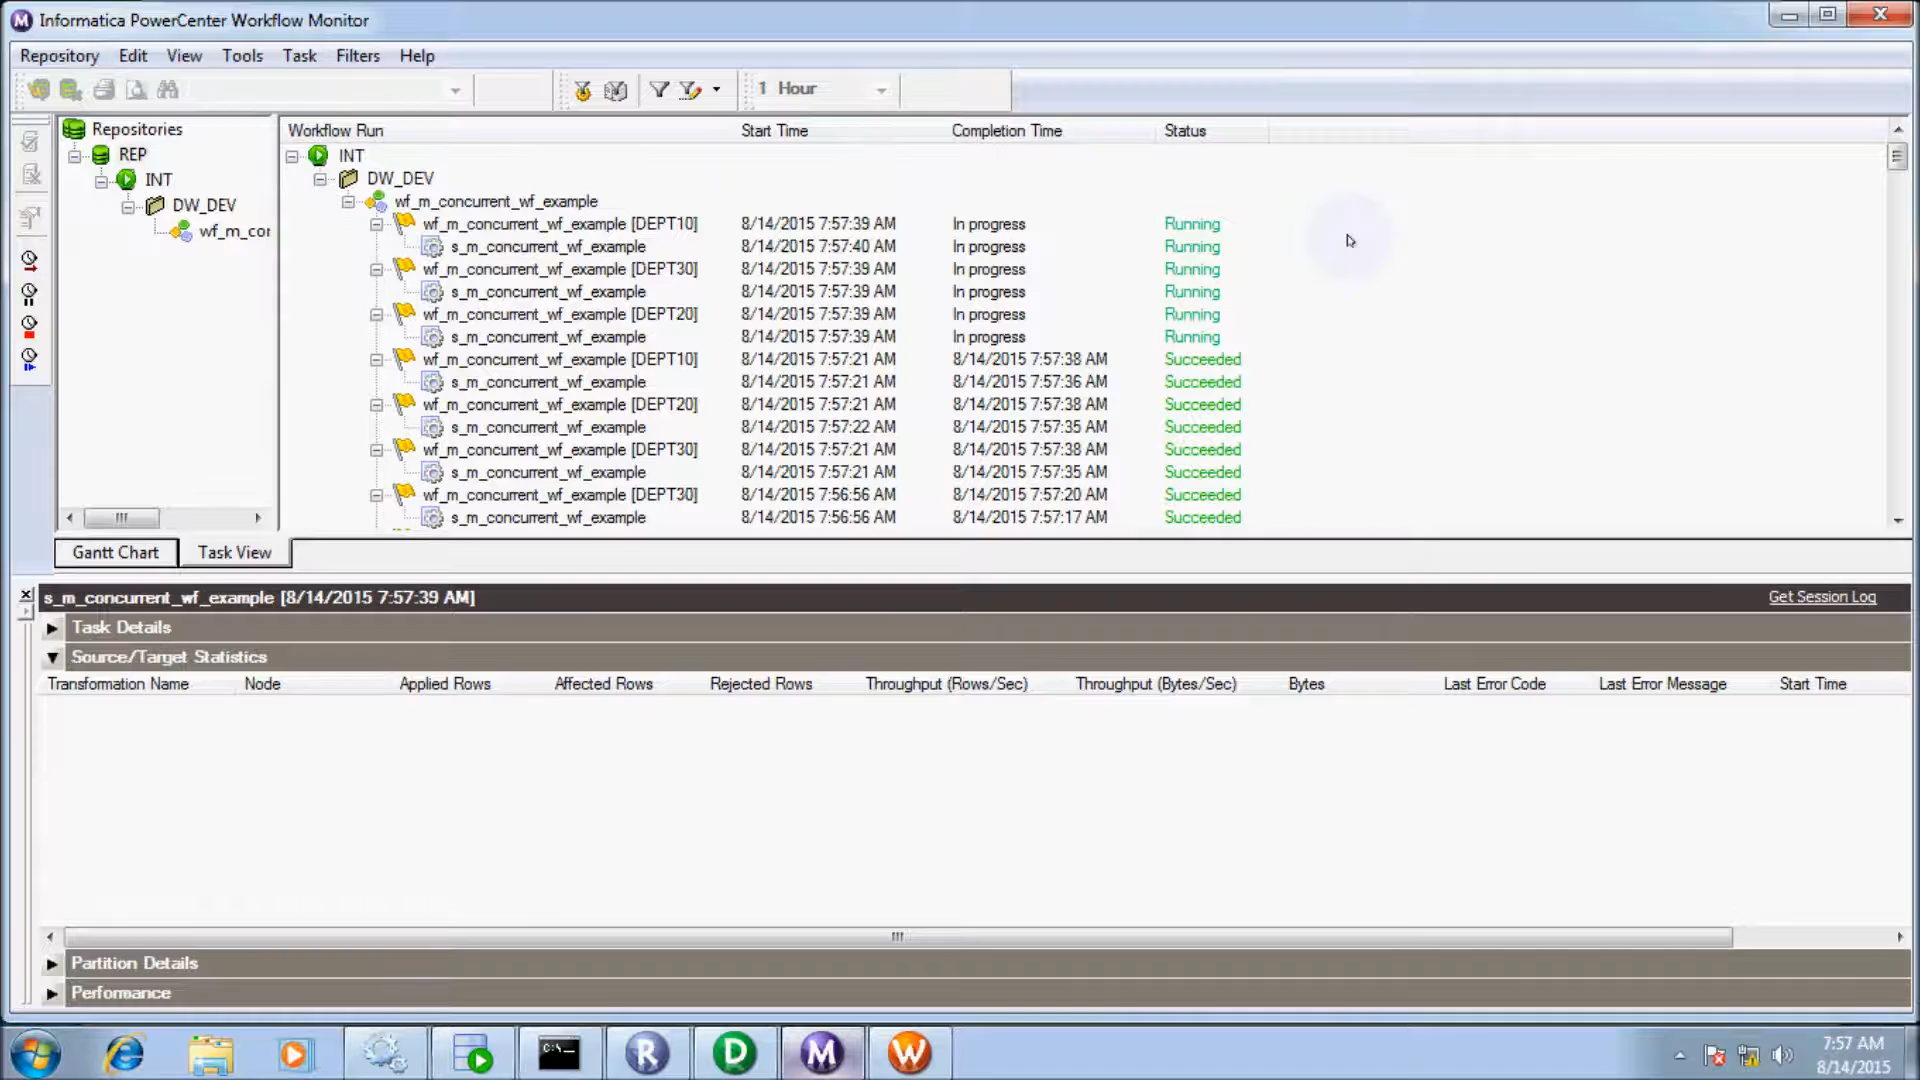 Informatica PowerCenter Workflow Monitor
Repository Edit View Tools Task Filters Help
1 Hour
Repositories
REP
INT
DW_DEV
wf_m_cor
Workflow Run Start Time Completion Time Status
INT
DW_DEV
wf_m_concurrent_wf_example
wf_m_concurrent_wf_example [DEPT10] 8/14/2015 7:57:39 AM In progress Running
s_m_concurrent_wf_example 8/14/2015 7:57:40 AM In progress Running
wf_m_concurrent_wf_example [DEPT30] 8/14/2015 7:57:39 AM In progress Running
s_m_concurrent_wf_example 8/14/2015 7:57:39 AM In progress Running
wf_m_concurrent_wf_example [DEPT20] 8/14/2015 7:57:39 AM In progress Running
s_m_concurrent_wf_example 8/14/2015 7:57:39 AM In progress Running
wf_m_concurrent_wf_example [DEPT10] 8/14/2015 7:57:21 AM 8/14/2015 7:57:38 AM Succeeded
s_m_concurrent_wf_example 8/14/2015 7:57:21 AM 8/14/2015 7:57:36 AM Succeeded
wf_m_concurrent_wf_example [DEPT20] 8/14/2015 7:57:21 AM 8/14/2015 7:57:38 AM Succeeded
s_m_concurrent_wf_example 8/14/2015 7:57:22 AM 8/14/2015 7:57:35 AM Succeeded
wf_m_concurrent_wf_example [DEPT30] 8/14/2015 7:57:21 AM 8/14/2015 7:57:38 AM Succeeded
s_m_concurrent_wf_example 8/14/2015 7:57:21 AM 8/14/2015 7:57:35 AM Succeeded
wf_m_concurrent_wf_example [DEPT30] 8/14/2015 7:56:56 AM 8/14/2015 7:57:20 AM Succeeded
s_m_concurrent_wf_example 8/14/2015 7:56:56 AM 8/14/2015 7:57:17 AM Succeeded
Gantt Chart Task View
s_m_concurrent_wf_example [8/14/2015 7:57:39 AM] Get Session Log
Task Details
Source/Target Statistics
Transformation Name Node Applied Rows Affected Rows Rejected Rows Throughput (Rows/Sec) Throughput (Bytes/Sec) Bytes Last Error Code Last Error Message Start Time
Partition Details
Performance
C:\
R D M W
7:57 AM
8/14/2015